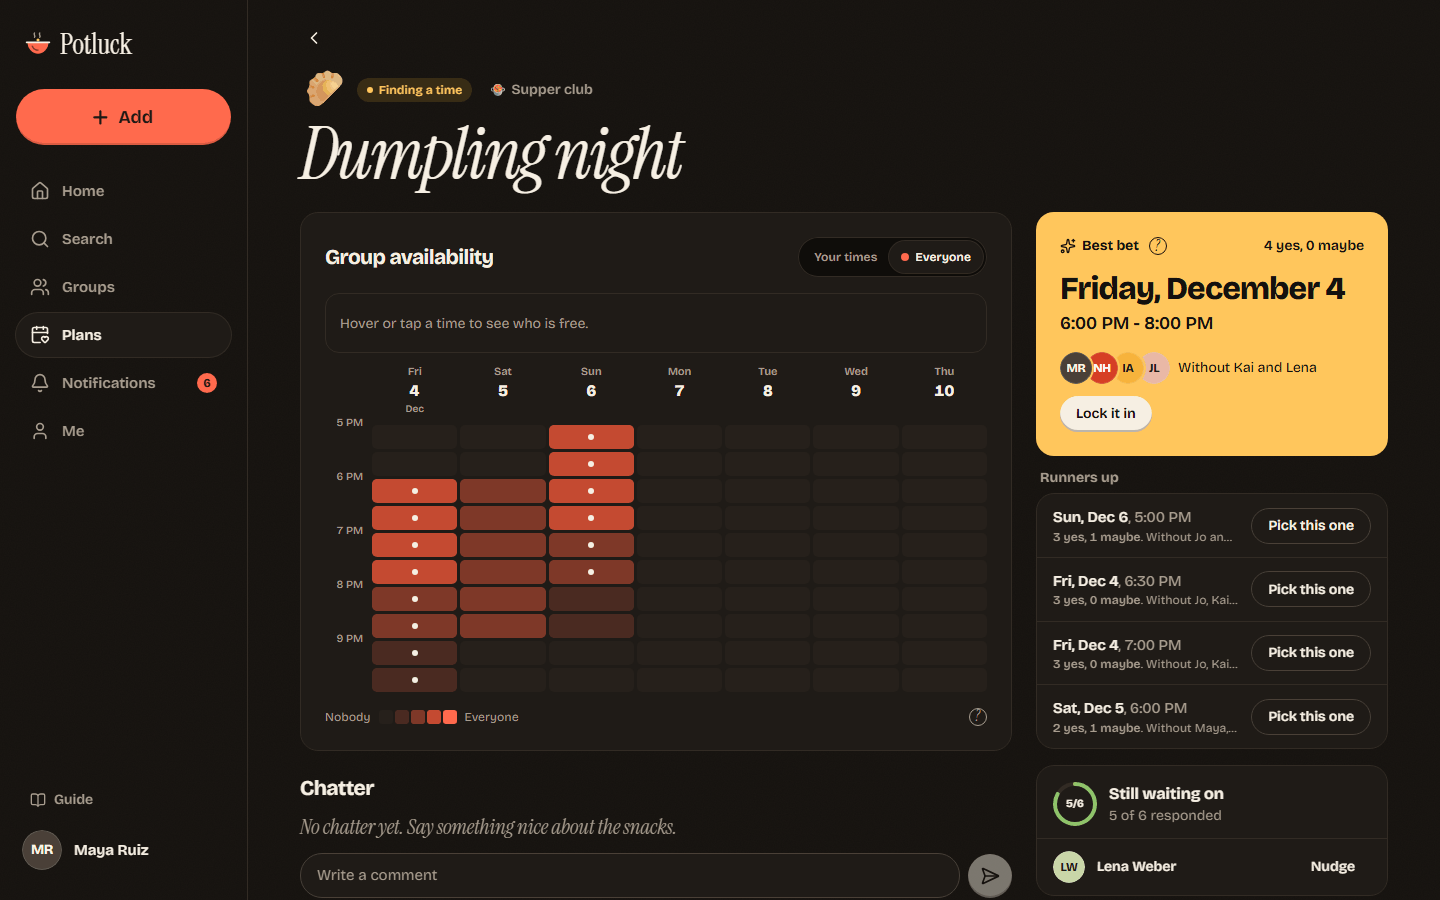 Potluck
Add
Home
Search
Groups
Plans
Notifications 6
Me
Guide
MR Maya Ruiz
Finding a time
Supper club
Dumpling night
Group availability
Your times
Everyone
Hover or tap a time to see who is free.
Fri Sat Sun Mon Tue Wed Thu
4 5 6 7 8 9 10
Dec
5 PM
6 PM
7 PM
8 PM
9 PM
Nobody Everyone
?
Chatter
No chatter yet. Say something nice about the snacks.
Write a comment
Best bet ? 4 yes, 0 maybe
Friday, December 4
6:00 PM - 8:00 PM
MR NH IA JL Without Kai and Lena
Lock it in
Runners up
Sun, Dec 6, 5:00 PM
3 yes, 1 maybe. Without Jo an...
Pick this one
Fri, Dec 4, 6:30 PM
3 yes, 0 maybe. Without Jo, Kai...
Pick this one
Fri, Dec 4, 7:00 PM
3 yes, 0 maybe. Without Jo, Kai...
Pick this one
Sat, Dec 5, 6:00 PM
2 yes, 1 maybe. Without Maya,...
Pick this one
5/6
Still waiting on
5 of 6 responded
LW Lena Weber Nudge